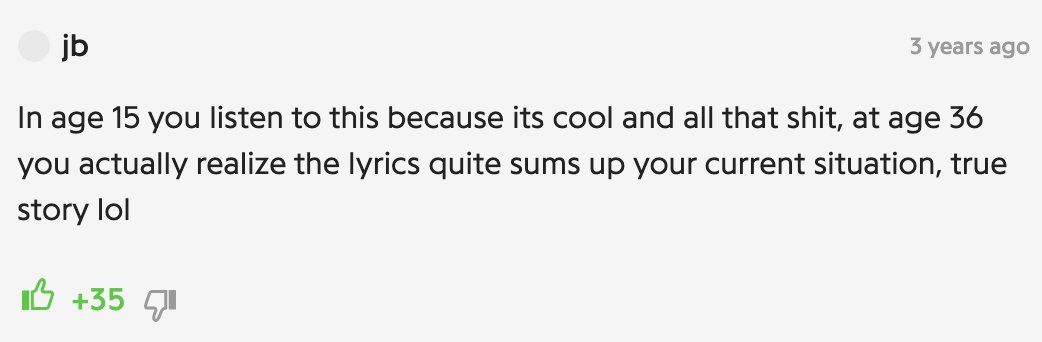 jb
3 years ago
In age 15 you listen to this because its cool and all that shit, at age 36
you actually realize the lyrics quite sums up your current situation, true
story lol
+35